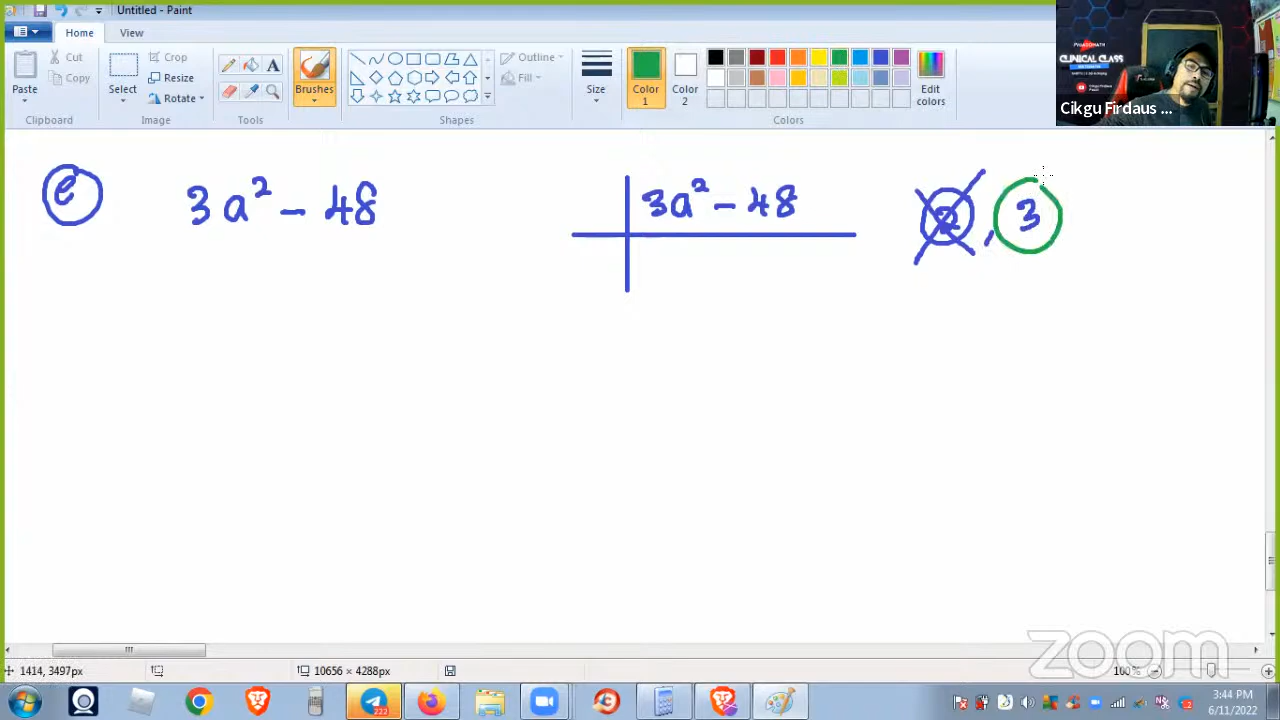 Untitled - Paint
Home View
Paste
Cut
Copy
Clipboard
Select
Crop
Resize
Rotate
Image
A
Tools
Brushes
Outline
Fill
Shapes
Size
Color 1
Color
Edit colors
Colors
CLINICAL CLASS
Cikgu Firdaus ...
e 3a² - 48
3a² - 48
2, 3
zoom
1414, 3497px
10656 × 4288px
100%
3:44 PM
6/11/2022